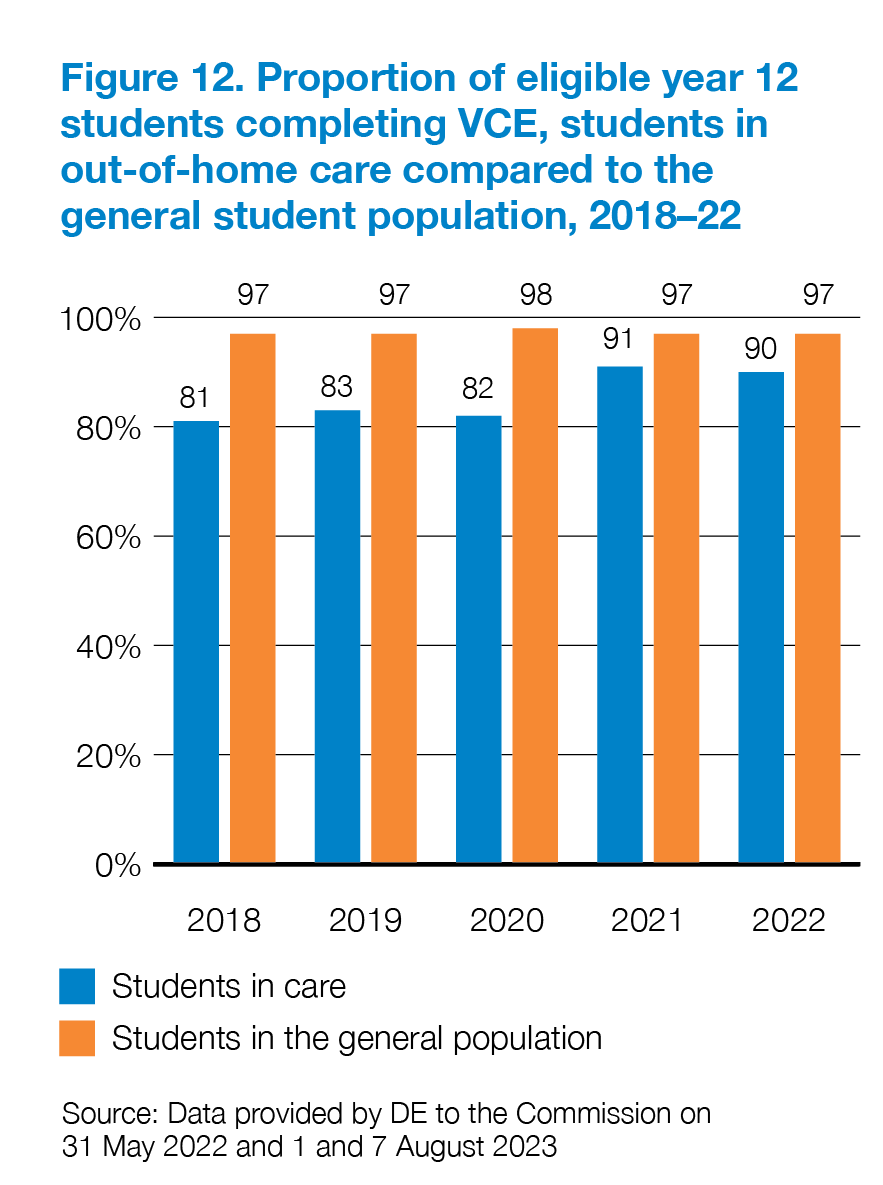 Figure 12. Proportion of eligible year 12
students completing VCE, students in
out-of-home care compared to the
general student population, 2018–22
97 97 98 97 97
100%
91
90
81 83 82
80%
60%
40%
20%
0%
2018 2019 2020 2021 2022
Students in care
Students in the general population
Source: Data provided by DE to the Commission on
31 May 2022 and 1 and 7 August 2023